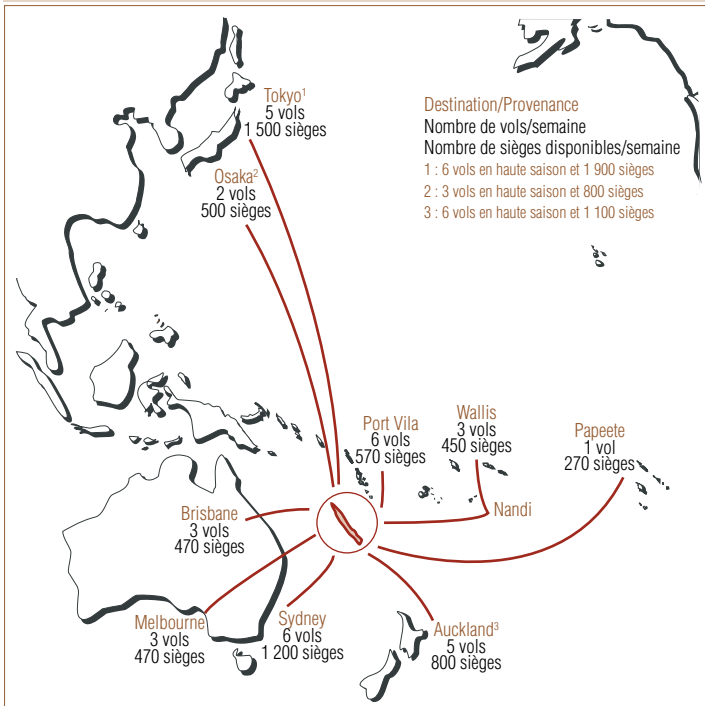 Tokyo¹
5 vols
1 500 sièges
Destination/Provenance
Nombre de vols/semaine
Nombre de sièges disponibles/semaine
1 : 6 vols en haute saison et 1 900 sièges
2 : 3 vols en haute saison et 800 sièges
3 : 6 vols en haute saison et 1 100 sièges
Osaka²
2 vols
500 sièges
Port Vila
6 vols
570 sièges
Wallis
3 vols
450 sièges
Papeete
1 vol
270 sièges
Nandi
Brisbane
3 vols
470 sièges
Melbourne
3 vols
470 sièges
Sydney
6 vols
1 200 sièges
Auckland³
5 vols
800 sièges